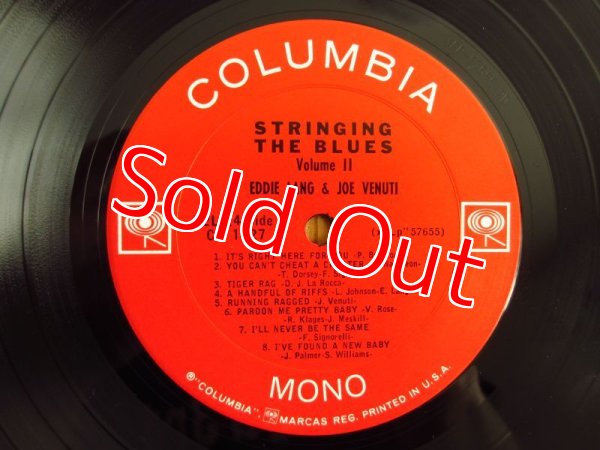 COLUMBIA
STRINGING
THE BLUES
Volume II
EDDIE LANG & JOE VENUTI
Sold Out
57655)
1. IT'S RIGHT HERE FOR YOU -P.
2. YOU CAN'T CHEAT A
-T. Dorsey-F.
3. TIGER RAG -D. J. La Rocca-
4. A HANDFUL OF RIFFS -L. Johnson-E.
5. RUNNING RAGGED -J. Venuti-
6. PARDON ME PRETTY BABY -V. Rose-
-R. Klages-J. Meskill-
7. I'LL NEVER BE THE SAME
-F. Signorelli-
8. I'VE FOUND A NEW BABY
-J. Palmer-S. Williams-
MONO
®"COLUMBIA", MARCAS REG. PRINTED IN U.S.A.